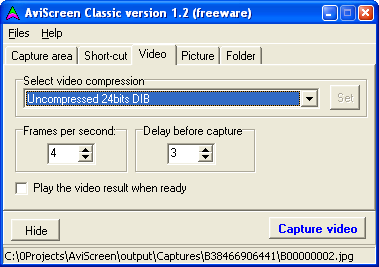 AviScreen Classic version 1.2 (freeware)
Files Help
Capture area Short-cut Video Picture Folder
Select video compression
Uncompressed 24bits DIB Set
Frames per second: Delay before capture
4 3
Play the video result when ready
Hide Capture video
C:\0Projects\AviScreen\output\Captures\B38466906441\B00000002.jpg